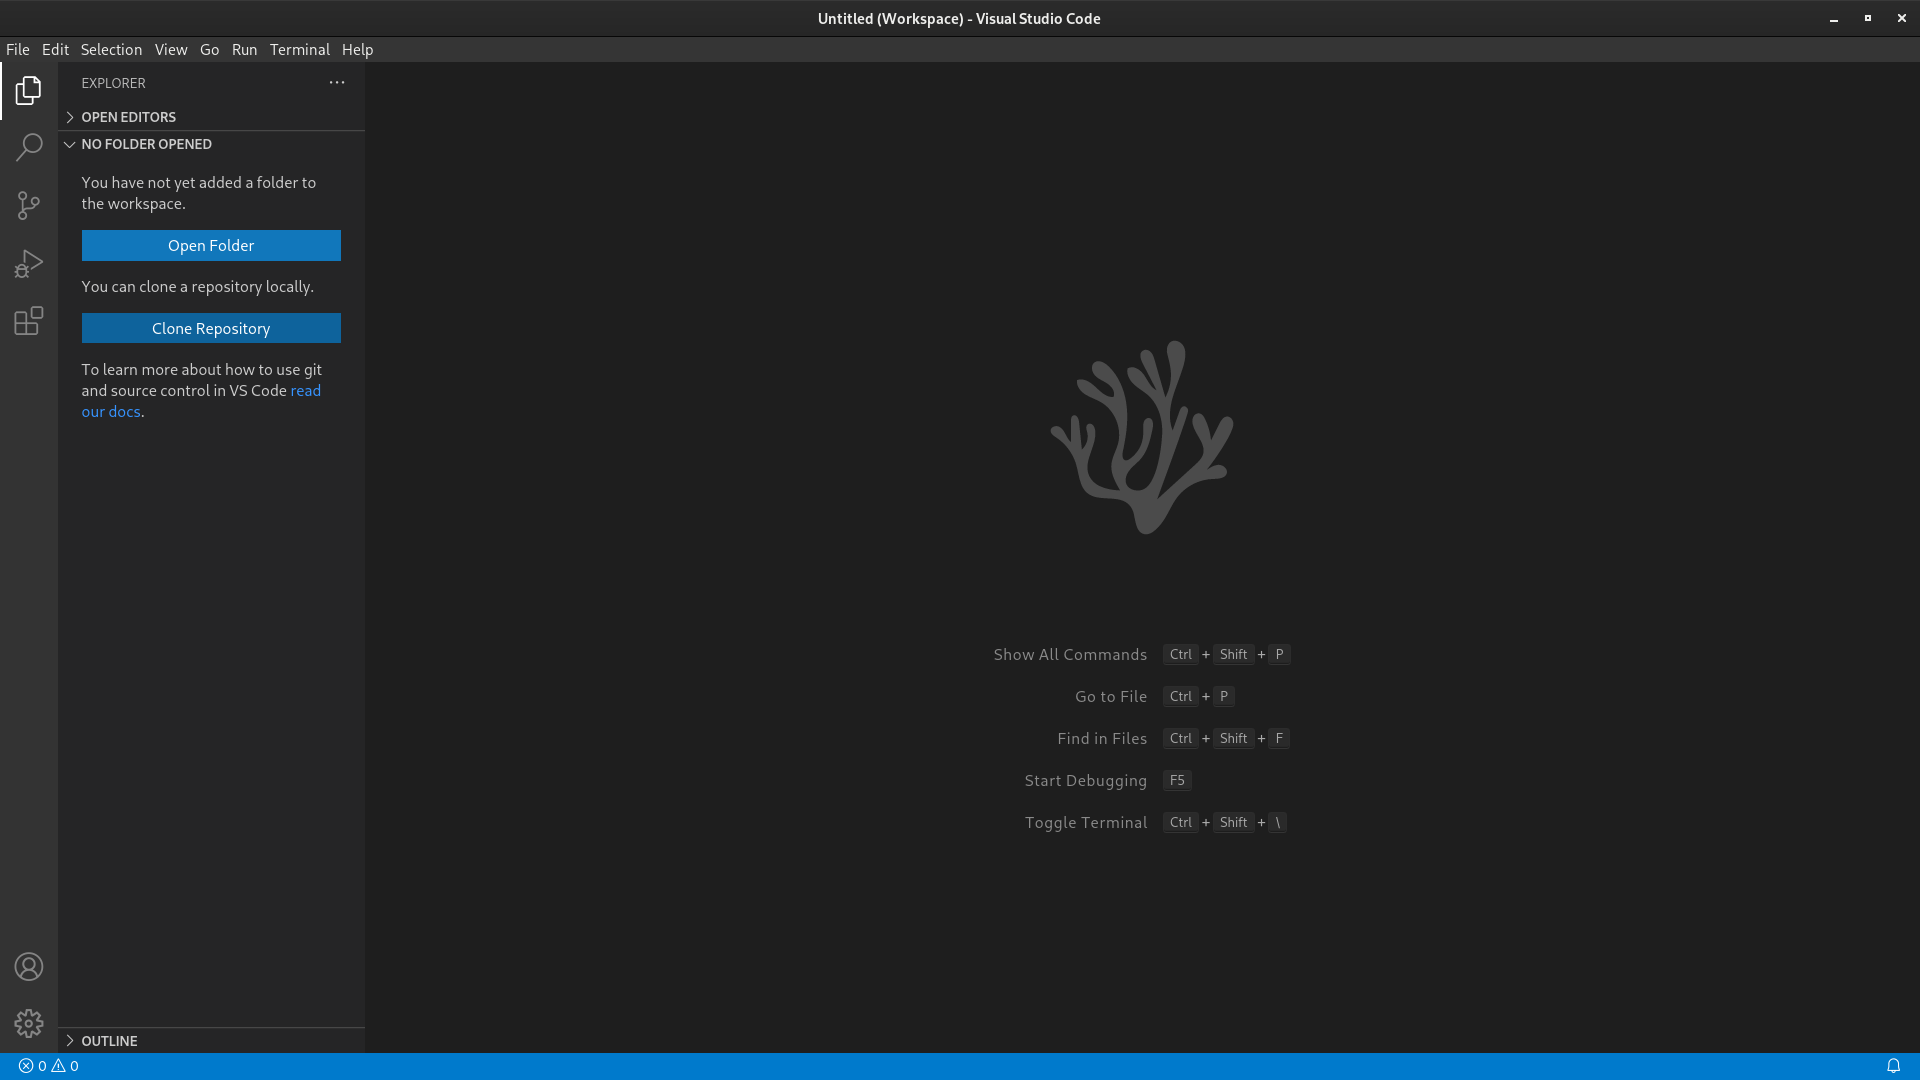 Untitled (Workspace) - Visual Studio Code
File Edit Selection View Go Run Terminal Help
EXPLORER
OPEN EDITORS
NO FOLDER OPENED
You have not yet added a folder to
the workspace.
Open Folder
You can clone a repository locally.
Clone Repository
To learn more about how to use git
and source control in VS Code read
our docs.
Show All Commands Ctrl + Shift + P
Go to File Ctrl + P
Find in Files Ctrl + Shift + F
Start Debugging F5
Toggle Terminal Ctrl + Shift + \
OUTLINE
0 0